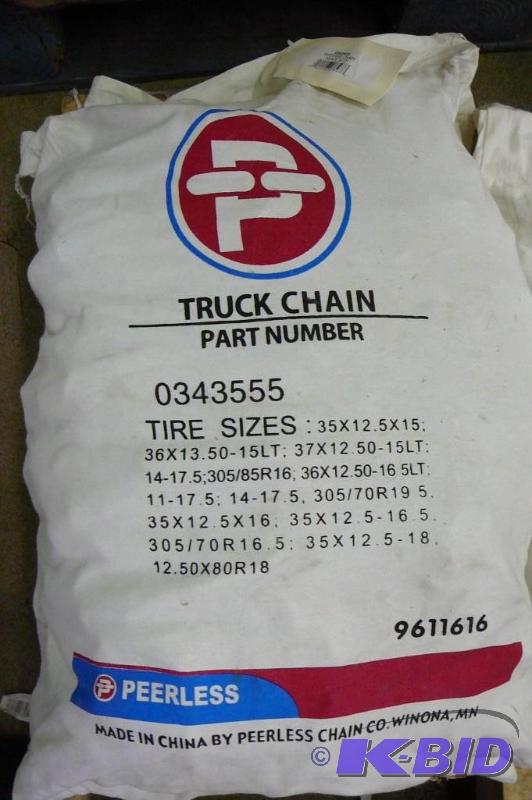 P
TRUCK CHAIN
PART NUMBER
0343555
TIRE SIZES : 35X12.5X15;
36X13.50-15LT; 37X12.50-15LT;
14-17.5;305/85R16; 36X12.50-16 5LT;
11-17.5; 14-17.5, 305/70R19 5,
35X12.5X16, 35X12.5-16 5,
305/70R16.5; 35X12.5-18,
12.50X80R18
9611616
P PEERLESS
MADE IN CHINA BY PEERLESS CHAIN CO.WINONA,MN
© K-BID